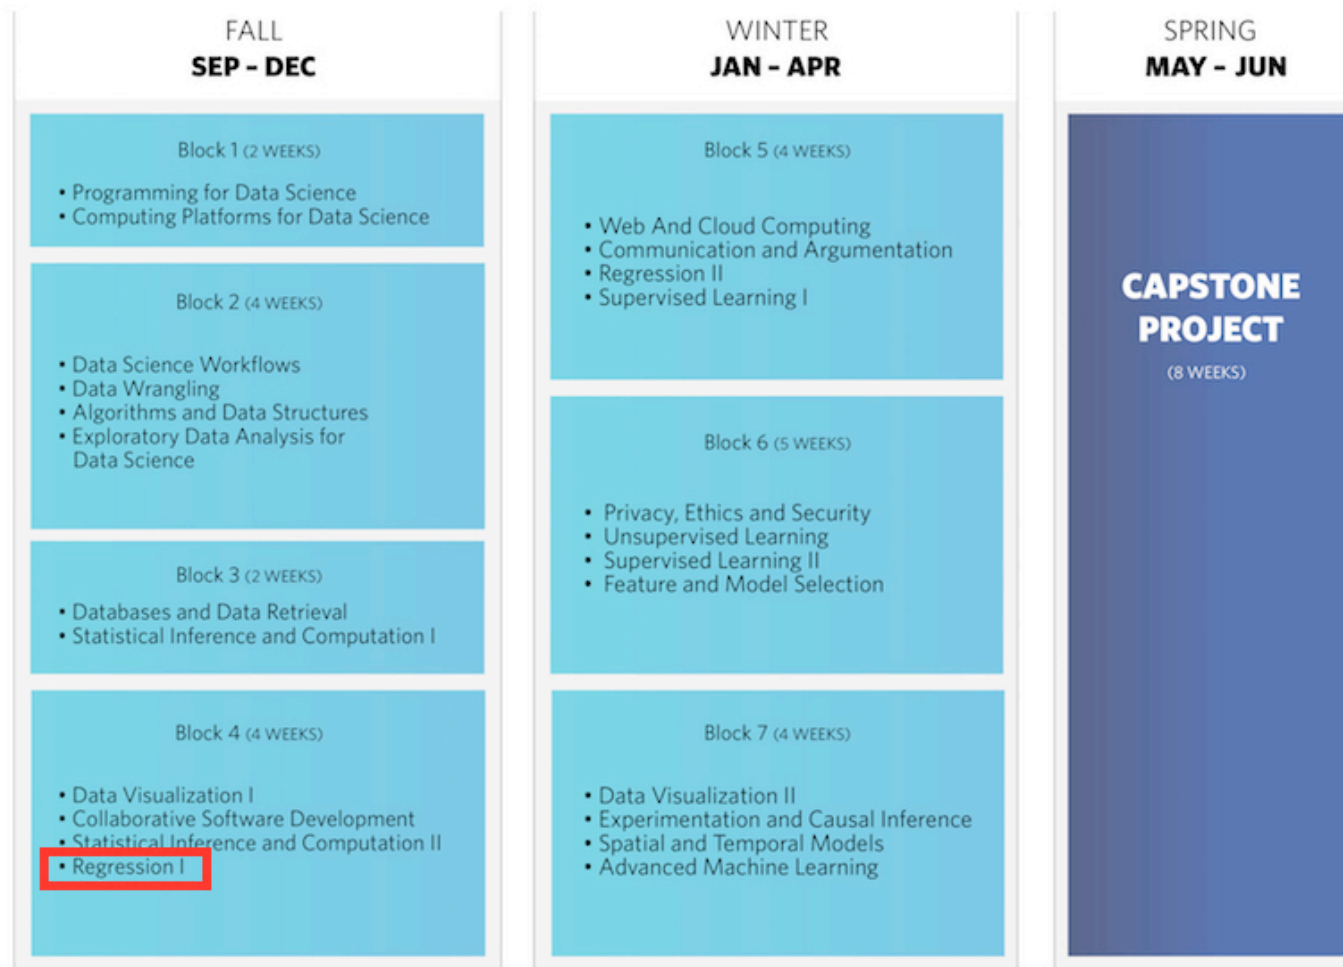 FALL
SEP – DEC
Block 1 (2 WEEKS)
• Programming for Data Science
• Computing Platforms for Data Science
Block 2 (4 WEEKS)
• Data Science Workflows
• Data Wrangling
• Algorithms and Data Structures
• Exploratory Data Analysis for
Data Science
Block 3 (2 WEEKS)
• Databases and Data Retrieval
• Statistical Inference and Computation I
Block 4 (4 WEEKS)
• Data Visualization I
• Collaborative Software Development
• Statistical Inference and Computation II
• Regression I
WINTER
JAN – APR
Block 5 (4 WEEKS)
• Web And Cloud Computing
• Communication and Argumentation
• Regression II
• Supervised Learning I
Block 6 (5 WEEKS)
• Privacy, Ethics and Security
• Unsupervised Learning
• Supervised Learning II
• Feature and Model Selection
Block 7 (4 WEEKS)
• Data Visualization II
• Experimentation and Causal Inference
• Spatial and Temporal Models
• Advanced Machine Learning
SPRING
MAY – JUN
CAPSTONE
PROJECT
(8 WEEKS)